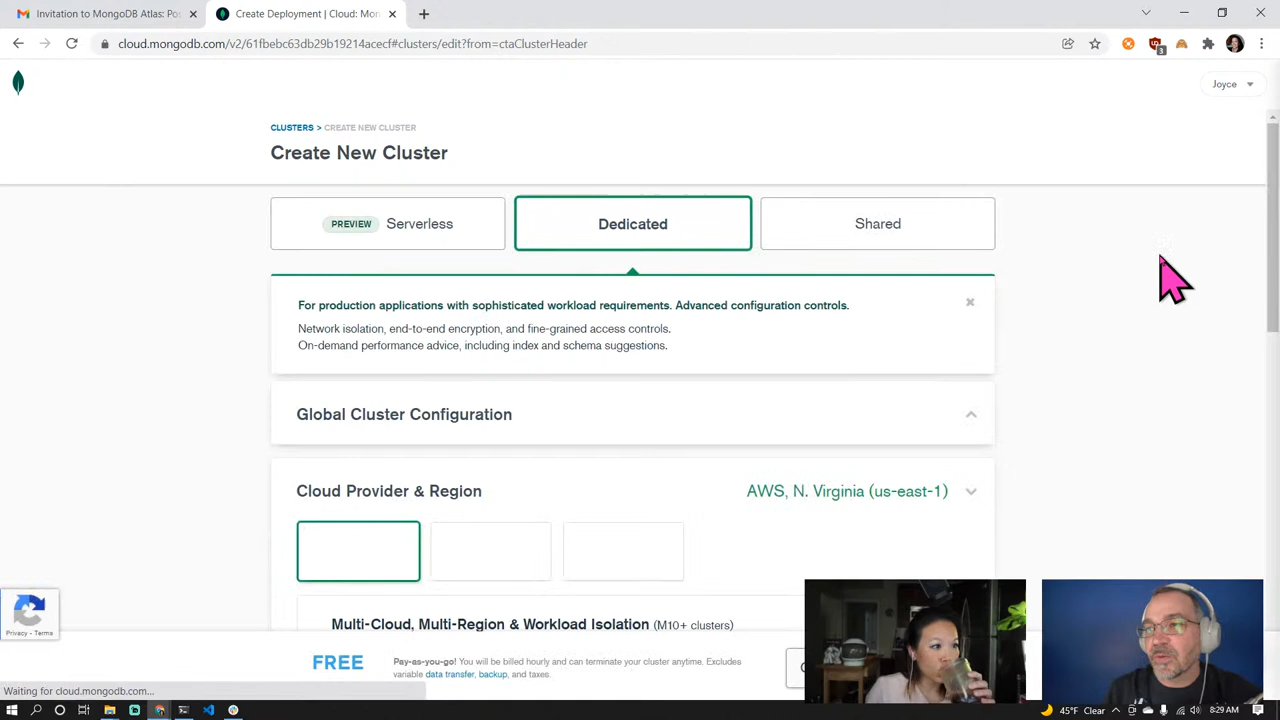 Invitation to MongoDB Atlas: Po
Create Deployment | Cloud: Mon
cloud.mongodb.com/v2/61fbebc63db29b19214acecf#clusters/edit?from=ctaClusterHeader
3
Joyce
CLUSTERS > CREATE NEW CLUSTER
Create New Cluster
PREVIEW Serverless
Dedicated
Shared
For production applications with sophisticated workload requirements. Advanced configuration controls.
Network isolation, end-to-end encryption, and fine-grained access controls.
On-demand performance advice, including index and schema suggestions.
Global Cluster Configuration
Cloud Provider & Region
AWS, N. Virginia (us-east-1)
Multi-Cloud, Multi-Region & Workload Isolation (M10+ clusters)
Privacy - Terms
FREE
Pay-as-you-go! You will be billed hourly and can terminate your cluster anytime. Excludes
variable data transfer, backup, and taxes.
Waiting for cloud.mongodb.com...
45°F Clear
8:29 AM